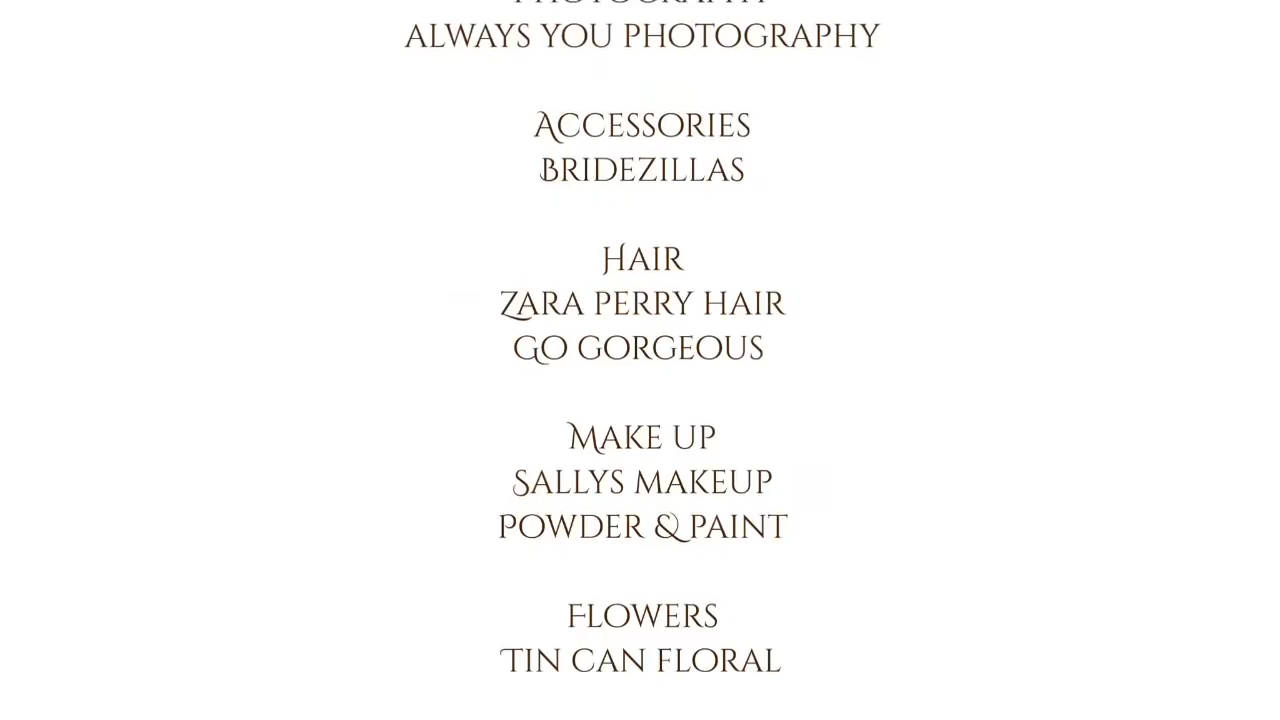 PHOTOGRAPHY
ALWAYS YOU PHOTOGRAPHY
ACCESSORIES
BRIDEZILLAS
HAIR
ZARA PERRY HAIR
GO GORGEOUS
MAKE UP
SALLYS MAKEUP
POWDER & PAINT
FLOWERS
TIN CAN FLORAL